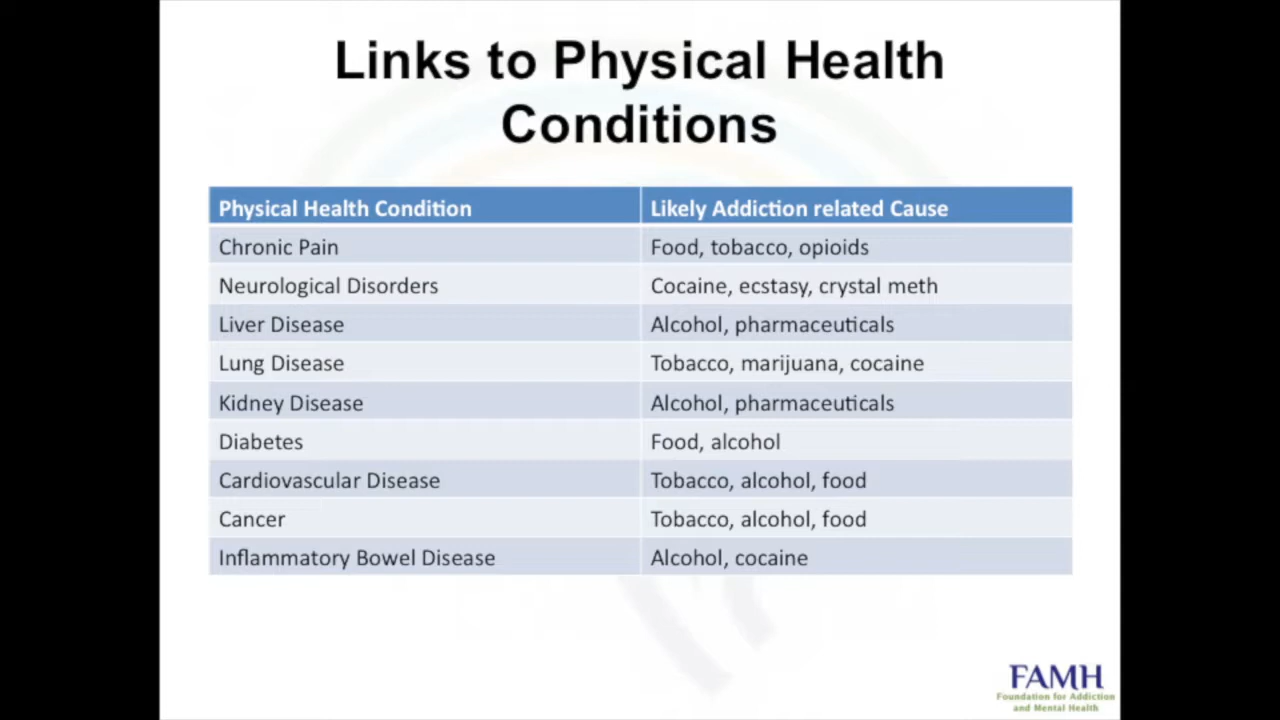 Links to Physical Health
Conditions
Physical Health Condition Likely Addiction related Cause
Chronic Pain Food, tobacco, opioids
Neurological Disorders Cocaine, ecstasy, crystal meth
Liver Disease Alcohol, pharmaceuticals
Lung Disease Tobacco, marijuana, cocaine
Kidney Disease Alcohol, pharmaceuticals
Diabetes Food, alcohol
Cardiovascular Disease Tobacco, alcohol, food
Cancer Tobacco, alcohol, food
Inflammatory Bowel Disease Alcohol, cocaine
FAMH
Foundation for Addiction
and Mental Health